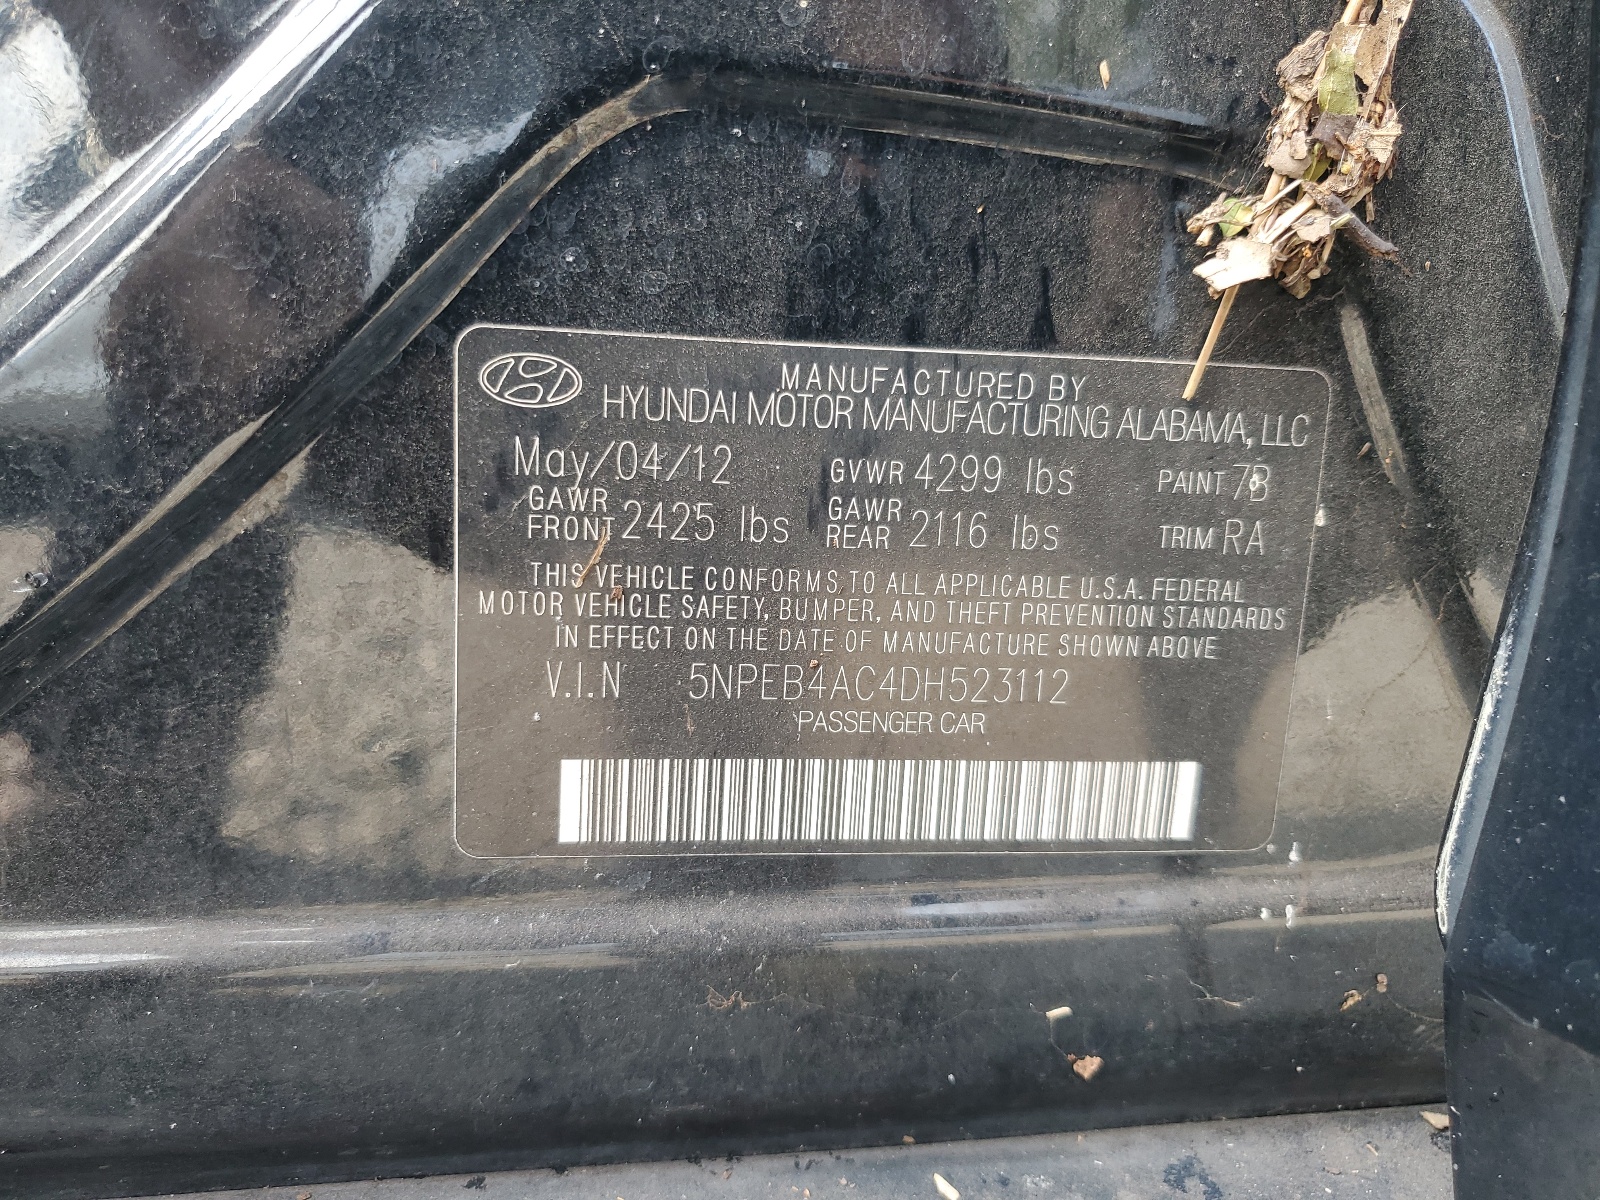 MANUFACTURED BY
HYUNDAI MOTOR MANUFACTURING ALABAMA, LLC
May/04/12 GVWR 4299 lbs PAINT 7B
GAWR FRONT 2425 lbs GAWR REAR 2116 lbs TRIM RA
THIS VEHICLE CONFORMS TO ALL APPLICABLE U.S.A. FEDERAL
MOTOR VEHICLE SAFETY, BUMPER, AND THEFT PREVENTION STANDARDS
IN EFFECT ON THE DATE OF MANUFACTURE SHOWN ABOVE
V.I.N 5NPEB4AC4DH523112
PASSENGER CAR